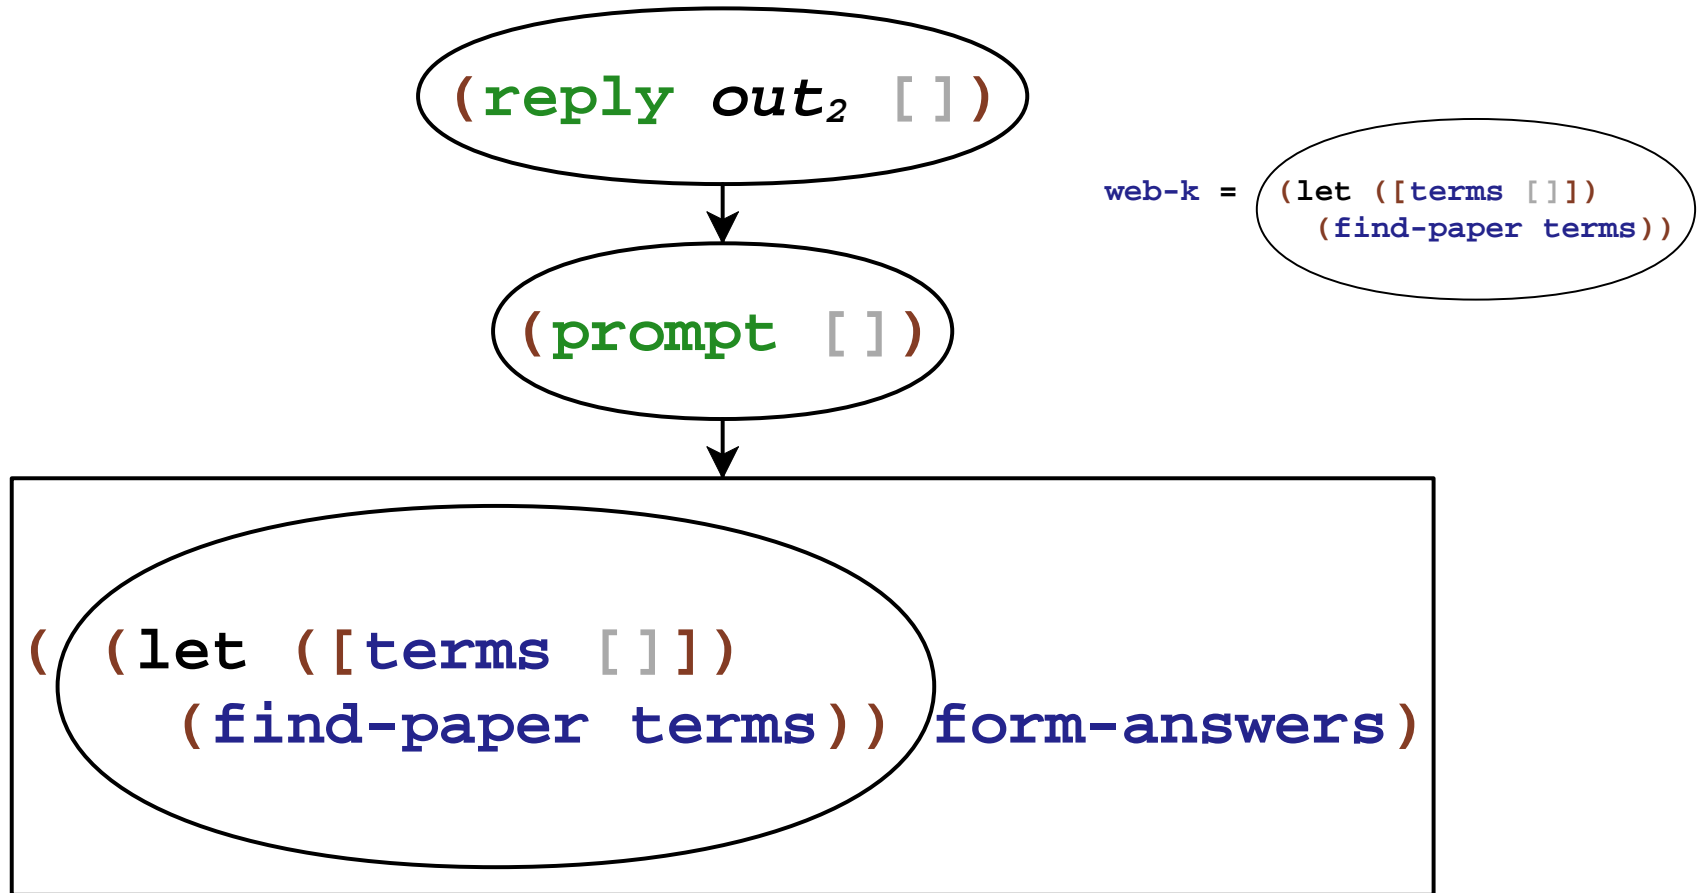 (reply out₂ [])
web-k = (let ([terms []])
(find-paper terms))
(prompt [])
( (let ([terms []])
(find-paper terms)) form-answers)